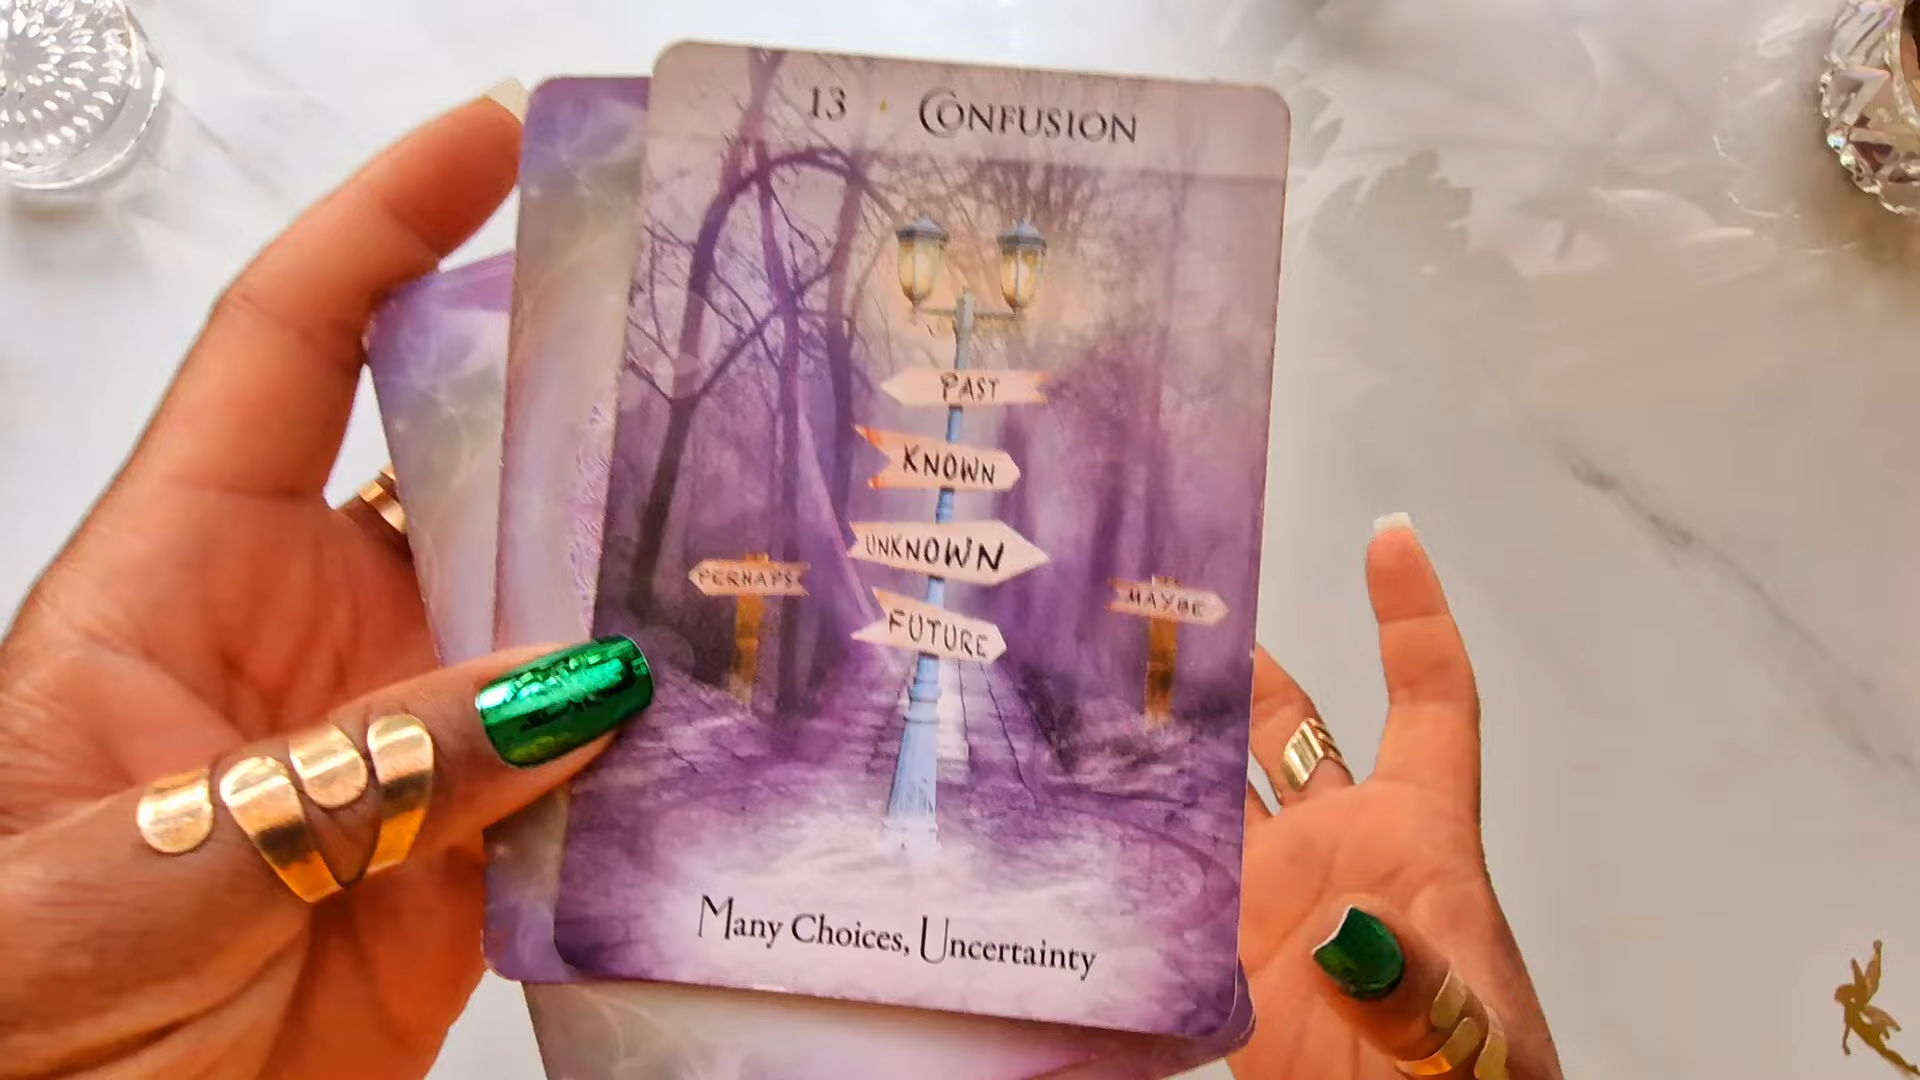 13 CONFUSION
PAST
KNOWN
UNKNOWN
PERHAPS
MAYBE
FUTURE
Many Choices, Uncertainty